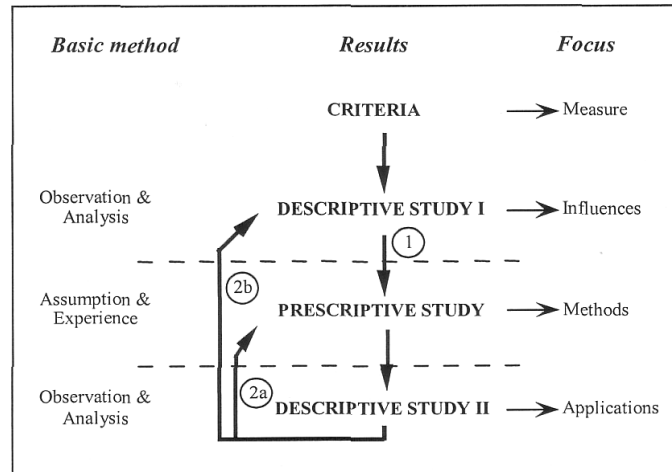 Basic method Results Focus
CRITERIA Measure
Observation &
Analysis
DESCRIPTIVE STUDY I Influences
1
2b
Assumption &
Experience
PRESCRIPTIVE STUDY Methods
2a
Observation &
Analysis
DESCRIPTIVE STUDY II Applications